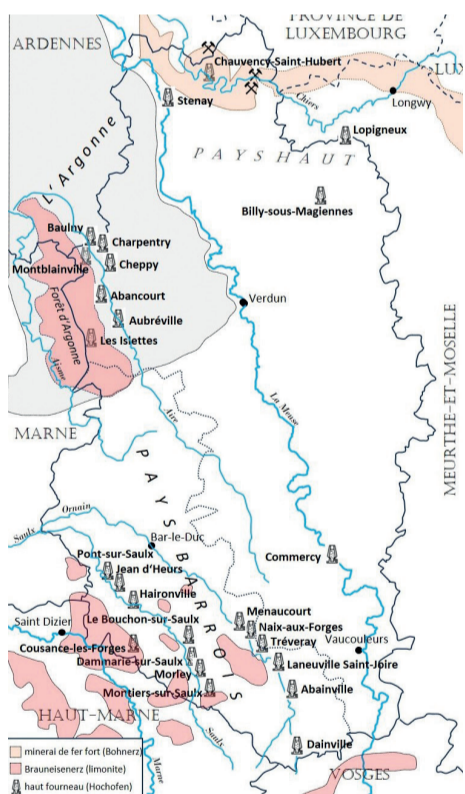 PROVINCE DE
LUXEMBOURG
ARDENNES
LUX
Chauvency-Saint-Hubert
Stenay
Chiers
Longwy
Lopigneux
PAYSHAUT
L'Argonne
Billy-sous-Magiennes
Baulny
Charpentry
Montblainville
Cheppy
Abancourt
Verdun
Forêt d'Argonne
Aubréville
Les Islettes
Aisme
Aire
La Meuse
MEURTHE-ET-MOSELLE
MARNE
PAYS BARROIS
Ornain
Saulx
Bar-le-Duc
Pont-sur-Saulx
Commercy
Jean d'Heurs
Haironville
Saint Dizier
Le Bouchon-sur-Saulx
Menaucourt
Naix-aux-Forges
Cousance-les-Forges
Tréveray
Vaucouleurs
Dammarie-sur-Saulx
Laneuville Saint-Joire
Morley
Montiers-sur-Saulx
Abainville
HAUT-MARNE
Saulx
Dainville
Marne
VOSGES
minerai de fer fort (Bohnerz)
Brauneisenerz (limonite)
haut fourneau (Hochofen)